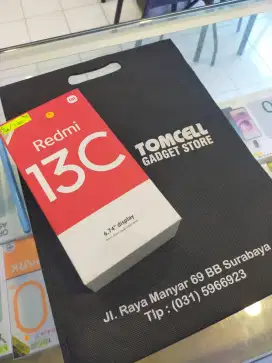 Redmi
13C
6.74" display
TOMCELL
GADGET STORE
Jl. Raya Manyar 69 BB Surabaya
Tlp : (031) 5966923